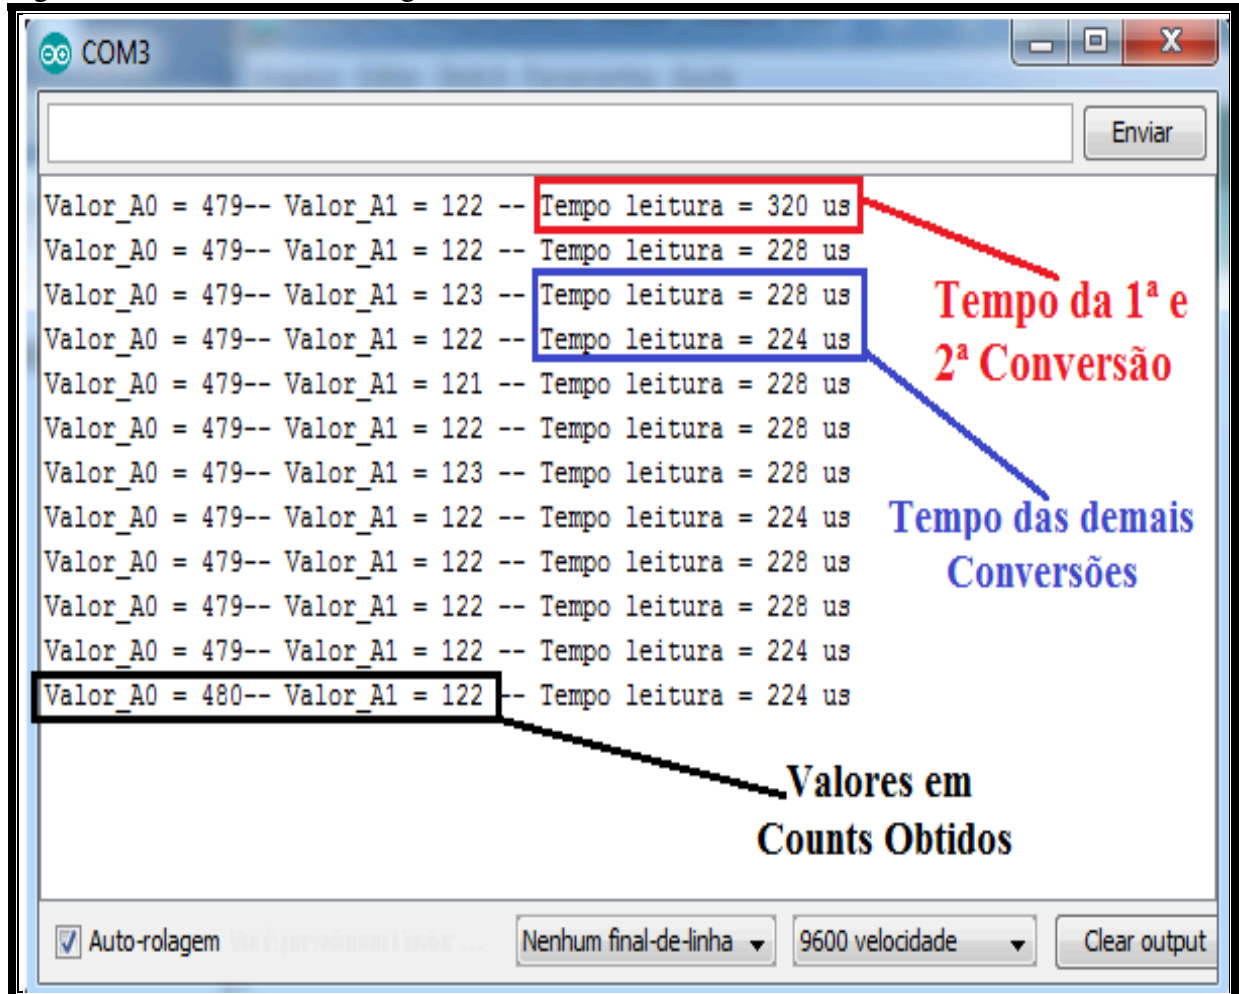 COM3
Enviar
Valor_A0 = 479-- Valor_A1 = 122 -- Tempo leitura = 320 us
Valor_A0 = 479-- Valor_A1 = 122 -- Tempo leitura = 228 us
Valor_A0 = 479-- Valor_A1 = 123 -- Tempo leitura = 228 us
Valor_A0 = 479-- Valor_A1 = 122 -- Tempo leitura = 224 us
Valor_A0 = 479-- Valor_A1 = 121 -- Tempo leitura = 228 us
Valor_A0 = 479-- Valor_A1 = 122 -- Tempo leitura = 228 us
Valor_A0 = 479-- Valor_A1 = 123 -- Tempo leitura = 228 us
Valor_A0 = 479-- Valor_A1 = 122 -- Tempo leitura = 224 us
Valor_A0 = 479-- Valor_A1 = 122 -- Tempo leitura = 228 us
Valor_A0 = 479-- Valor_A1 = 122 -- Tempo leitura = 228 us
Valor_A0 = 479-- Valor_A1 = 122 -- Tempo leitura = 224 us
Valor_A0 = 480-- Valor_A1 = 122 -- Tempo leitura = 224 us
Tempo da 1ª e
2ª Conversão
Tempo das demais
Conversões
Valores em
Counts Obtidos
Auto-rolagem
Nenhum final-de-linha
9600 velocidade
Clear output